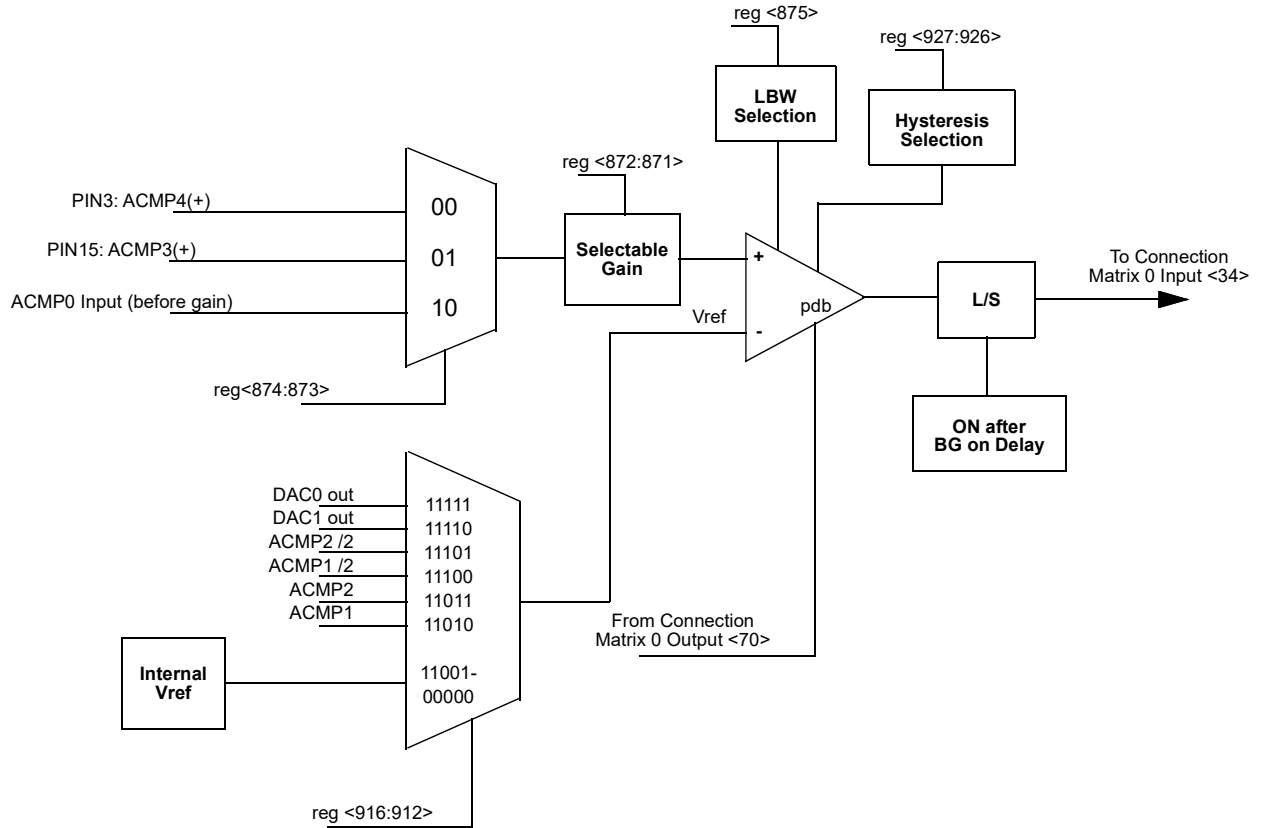 reg <875>
reg <927:926>
LBW
Selection
Hysteresis
Selection
reg <872:871>
PIN3: ACMP4(+)
00
PIN15: ACMP3(+)
01
ACMP0 Input (before gain)
10
Selectable
Gain
+
To Connection
Matrix 0 Input <34>
L/S
pdb
Vref
-
reg<874:873>
ON after
BG on Delay
DAC0 out
11111
DAC1 out
11110
ACMP2 /2
11101
ACMP1 /2
11100
ACMP2
11011
ACMP1
11010
From Connection
Matrix 0 Output <70>
Internal
Vref
11001-
00000
reg <916:912>